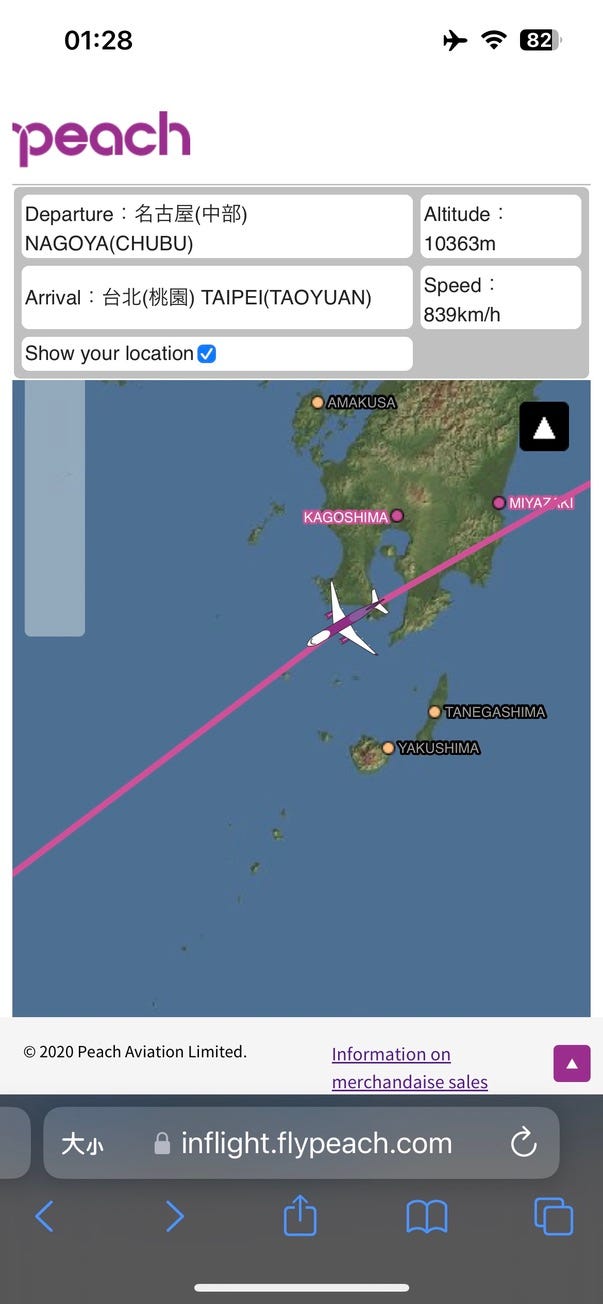 01:28
82
peach
Departure：名古屋(中部)
NAGOYA(CHUBU)
Altitude：
10363m
Arrival：台北(桃園) TAIPEI(TAOYUAN)
Speed：
839km/h
Show your location
AMAKUSA
MIYAZAKI
KAGOSHIMA
TANEGASHIMA
YAKUSHIMA
© 2020 Peach Aviation Limited.
Information on
merchandaise sales
大小
inflight.flypeach.com